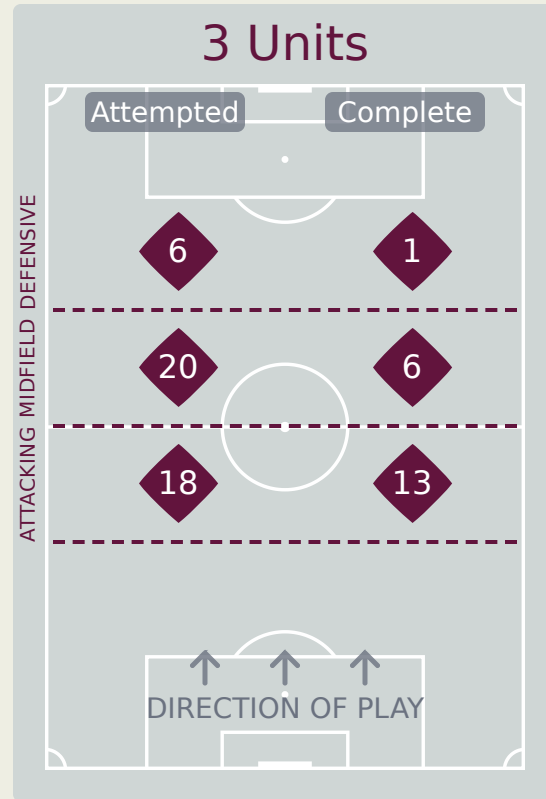 3 Units
Attempted Complete
ATTACKING MIDFIELD DEFENSIVE
6 1
20 6
18 13
DIRECTION OF PLAY